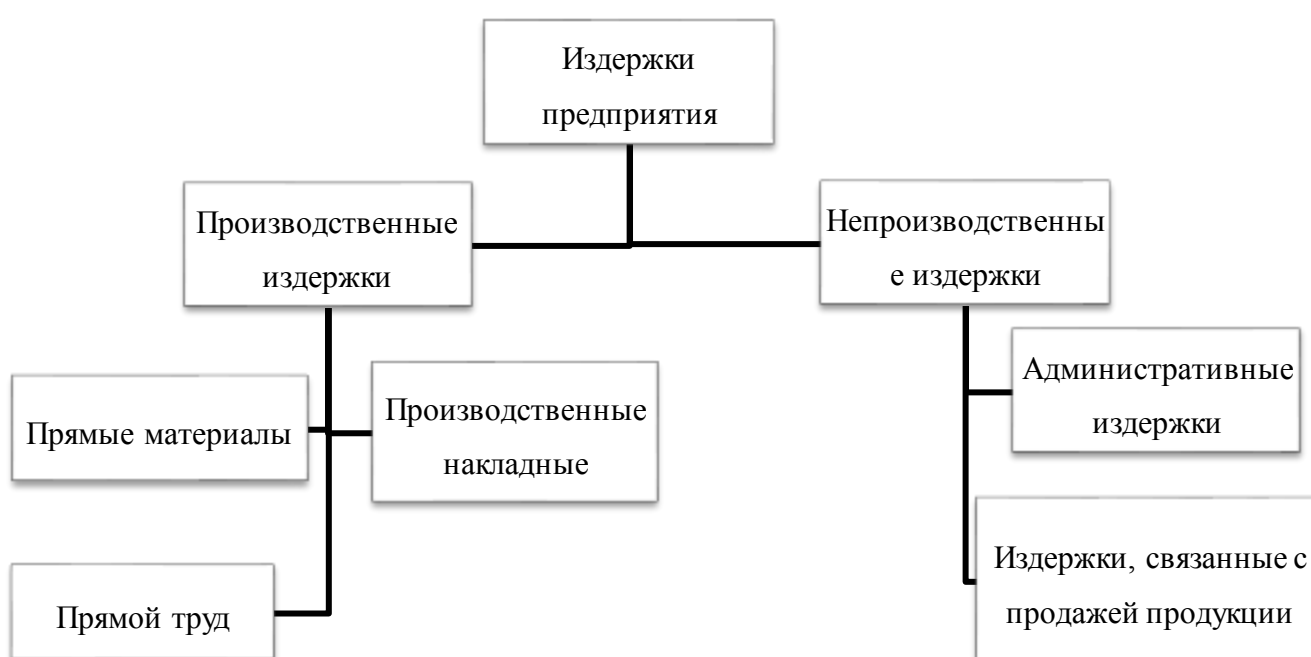 Издержки
предприятия
Производственные
издержки
Непроизводственны
е издержки
Прямые материалы
Производственные
накладные
Административные
издержки
Прямой труд
Издержки, связанные с
продажей продукции